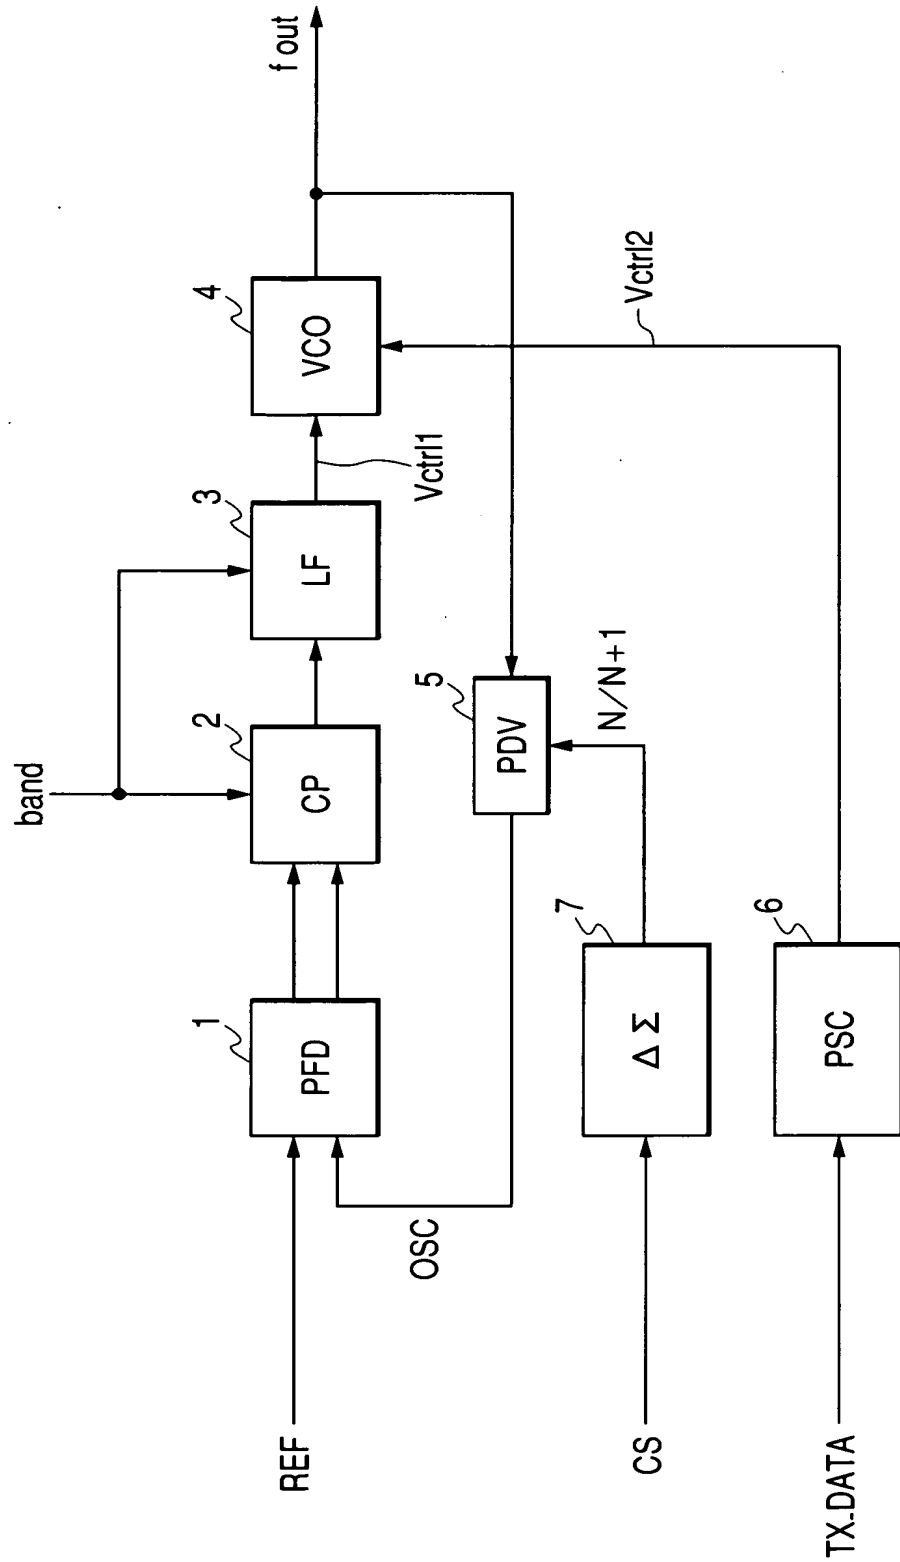 band
f out
1
PFD
2
CP
3
LF
4
VCO
Vctrl1
REF
OSC
5
PDV
N/N+1
Vctrl2
7
ΔΣ
CS
6
PSC
TX.DATA